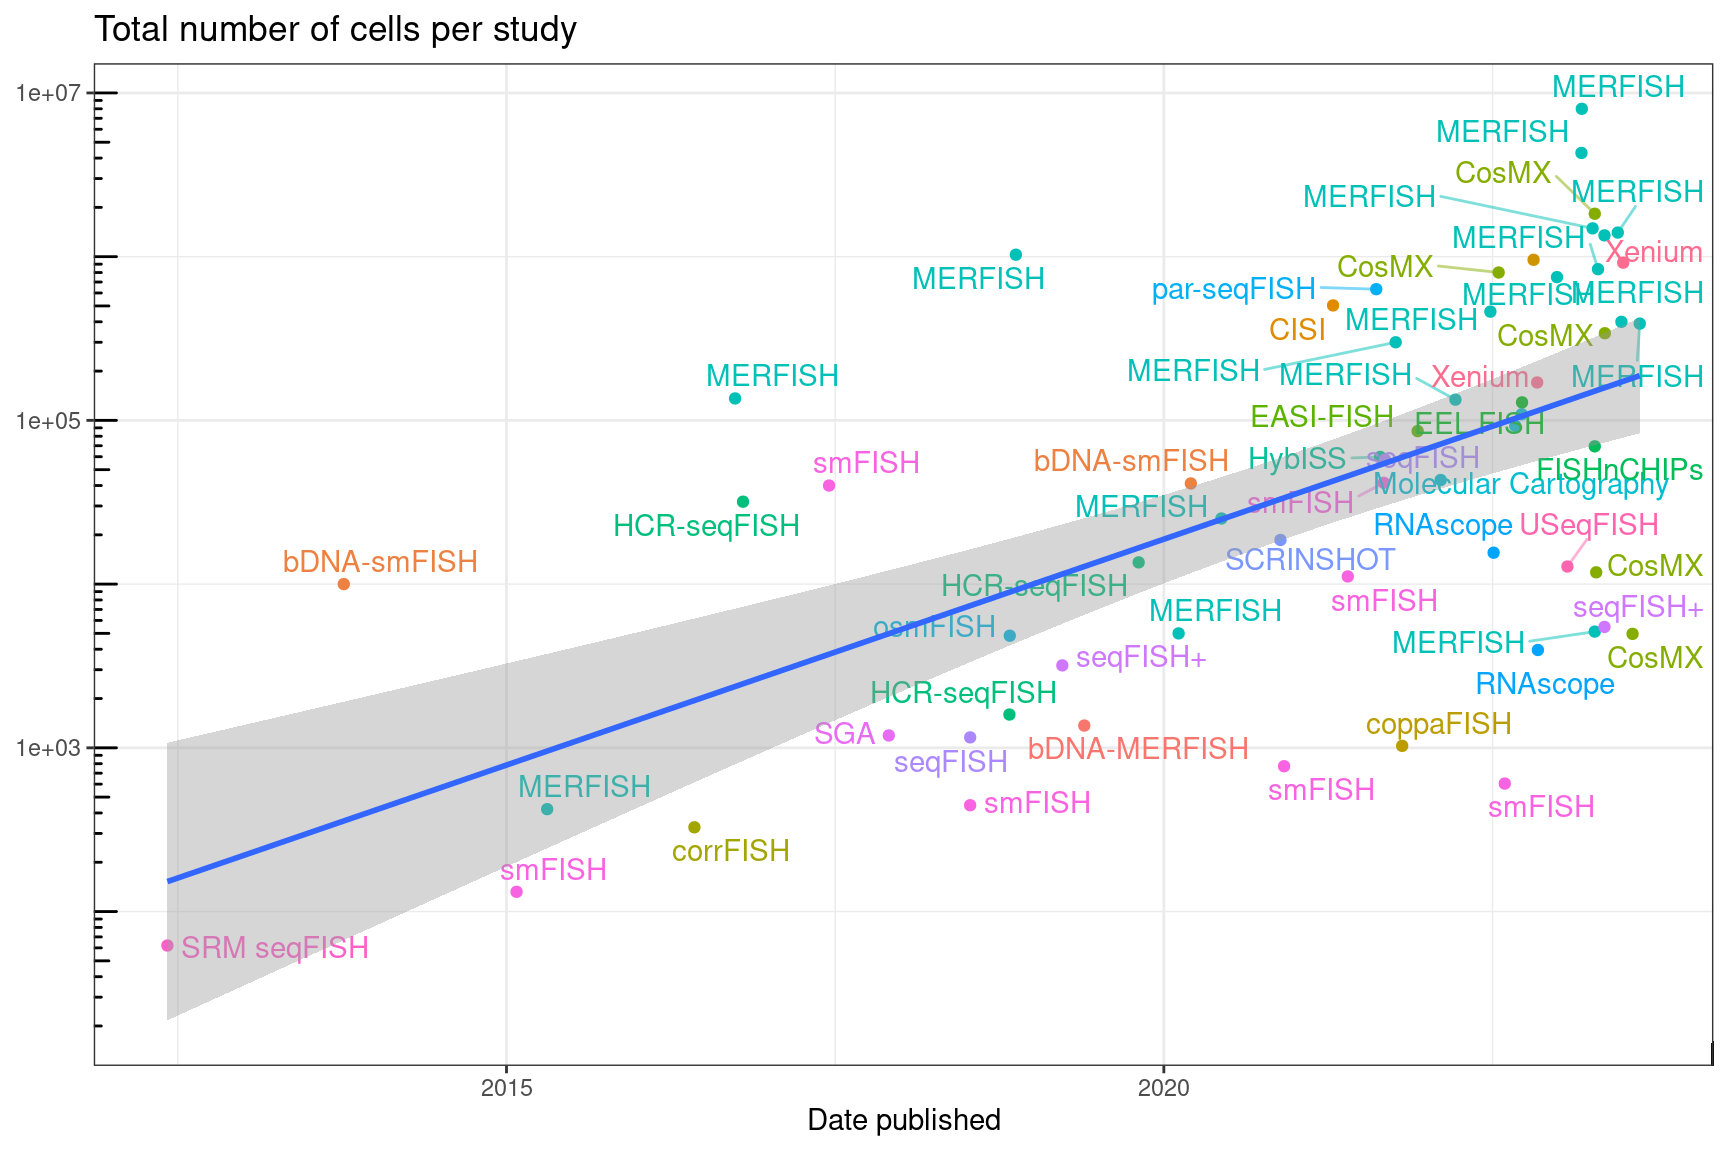 Total number of cells per study
1e+07
MERFISH
MERFISH
CosMX
MERFISH
MERFISH
MERFISH
Xenium
CosMX
MERFISH
par-seqFISH
MERFISH
MERFISH
CISI
MERFISH
CosMX
MERFISH
MERFISH
Xenium
MERFISH
MERFISH
1e+05
EASI-FISH
EEL FISH
smFISH
bDNA-smFISH
HybISS
seqFISH
FISHnCHIPs
Molecular Cartography
MERFISH
smFISH
HCR-seqFISH
RNAscope
USeqFISH
bDNA-smFISH
SCRINSHOT
CosMX
HCR-seqFISH
smFISH
MERFISH
seqFISH+
osmFISH
MERFISH
seqFISH+
CosMX
RNAscope
HCR-seqFISH
SGA
coppaFISH
1e+03
bDNA-MERFISH
seqFISH
MERFISH
smFISH
smFISH
smFISH
corrFISH
smFISH
SRM seqFISH
2015
2020
Date published